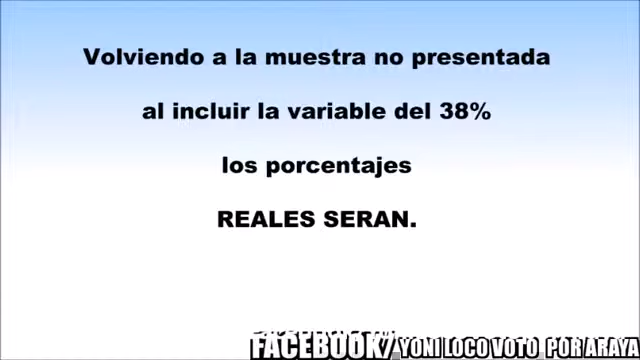 Volviendo a la muestra no presentada
al incluir la variable del 38%
los porcentajes
REALES SERAN.
FACEBOOK/ YONI LOCO VOTO POR ARAYA